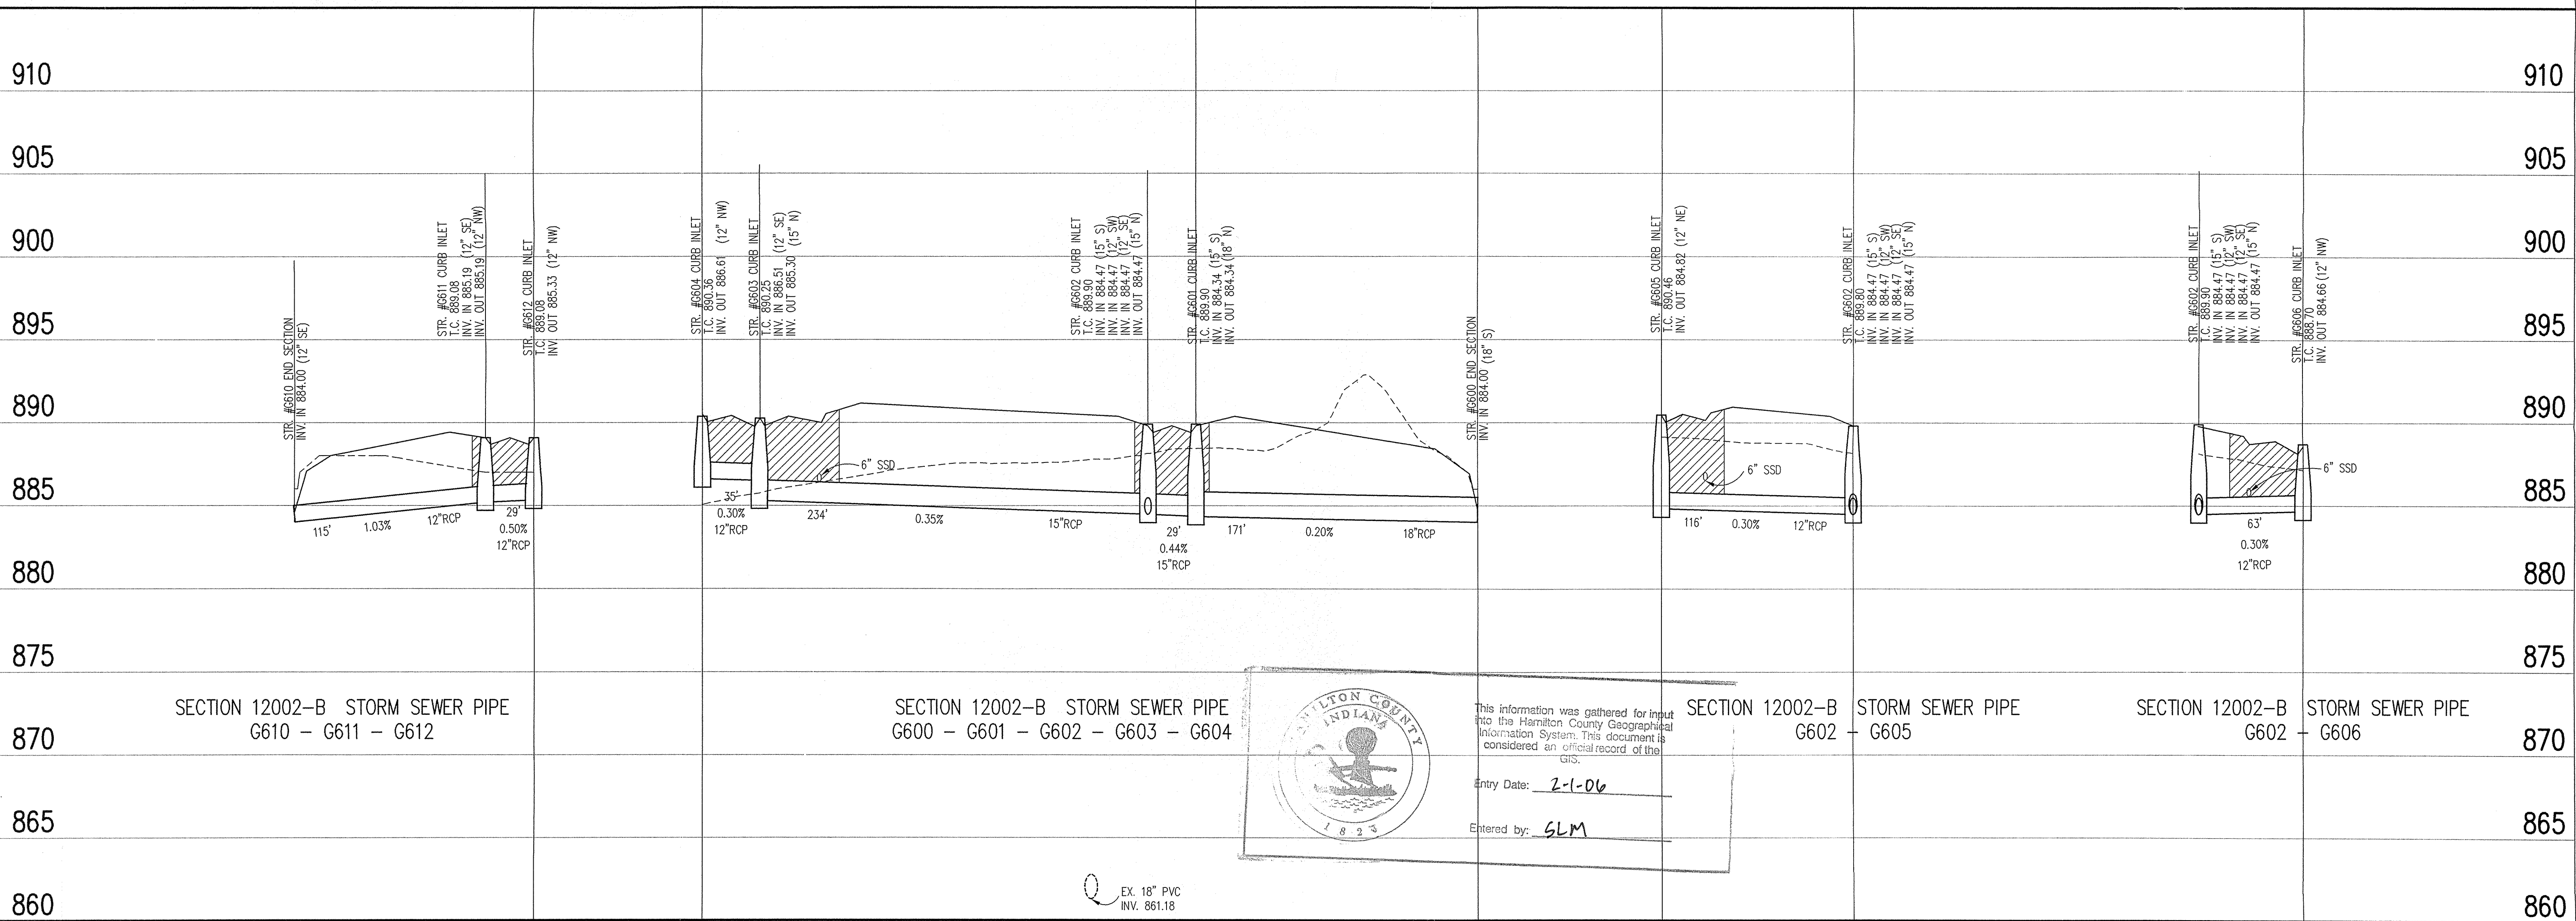 910
910
905
905
900
900
895
895
890
890
885
885
880
880
875
875
870
870
865
865
860
860
STR. #G610 END SECTION
INV. IN 884.00 (12" SE)
STR. #G611 CURB INLET
T.C. 889.08
INV. IN 885.19 (12" SE)
INV. OUT 885.19 (12" NW)
STR. #G612 CURB INLET
T.C. 889.08
INV. OUT 885.33 (12" NW)
115'
1.03%
12"RCP
29'
0.50%
12"RCP
STR. #G604 CURB INLET
T.C. 890.36
INV. OUT 886.61 (12" NW)
STR. #G603 CURB INLET
T.C. 890.25
INV. IN 886.51 (12" SE)
INV. OUT 885.30 (15" N)
STR. #G602 CURB INLET
T.C. 889.90
INV. IN 884.47 (15" S)
INV. IN 884.47 (12" SW)
INV. IN 884.47 (12" SE)
INV. OUT 884.47 (15" N)
STR. #G601 CURB INLET
T.C. 889.90
INV. IN 884.34 (15" S)
INV. OUT 884.34 (18" N)
STR. #G600 END SECTION
INV. IN 884.00 (18" S)
6" SSD
35'
0.30%
12"RCP
234'
0.35%
15"RCP
29'
0.44%
15"RCP
171'
0.20%
18"RCP
STR. #G605 CURB INLET
T.C. 890.46
INV. OUT 884.82 (12" NE)
STR. #G602 CURB INLET
T.C. 889.80
INV. IN 884.47 (15" S)
INV. IN 884.47 (12" SW)
INV. IN 884.47 (12" SE)
INV. OUT 884.47 (15" N)
6" SSD
116'
0.30%
12"RCP
STR. #G602 CURB INLET
T.C. 889.90
INV. IN 884.47 (15" S)
INV. IN 884.47 (12" SW)
INV. IN 884.47 (12" SE)
INV. OUT 884.47 (15" N)
STR. #G606 CURB INLET
T.C. 888.70
INV. OUT 884.66 (12" NW)
6" SSD
63'
0.30%
12"RCP
SECTION 12002-B STORM SEWER PIPE
G610 - G611 - G612
SECTION 12002-B STORM SEWER PIPE
G600 - G601 - G602 - G603 - G604
SECTION 12002-B STORM SEWER PIPE
G602 - G605
SECTION 12002-B STORM SEWER PIPE
G602 - G606
HAMILTON COUNTY
INDIANA
1823
This information was gathered for input
into the Hamilton County Geographical
Information System. This document is
considered an official record of the
GIS.
Entry Date: 2-1-06
Entered by: SLM
EX. 18" PVC
INV. 861.18